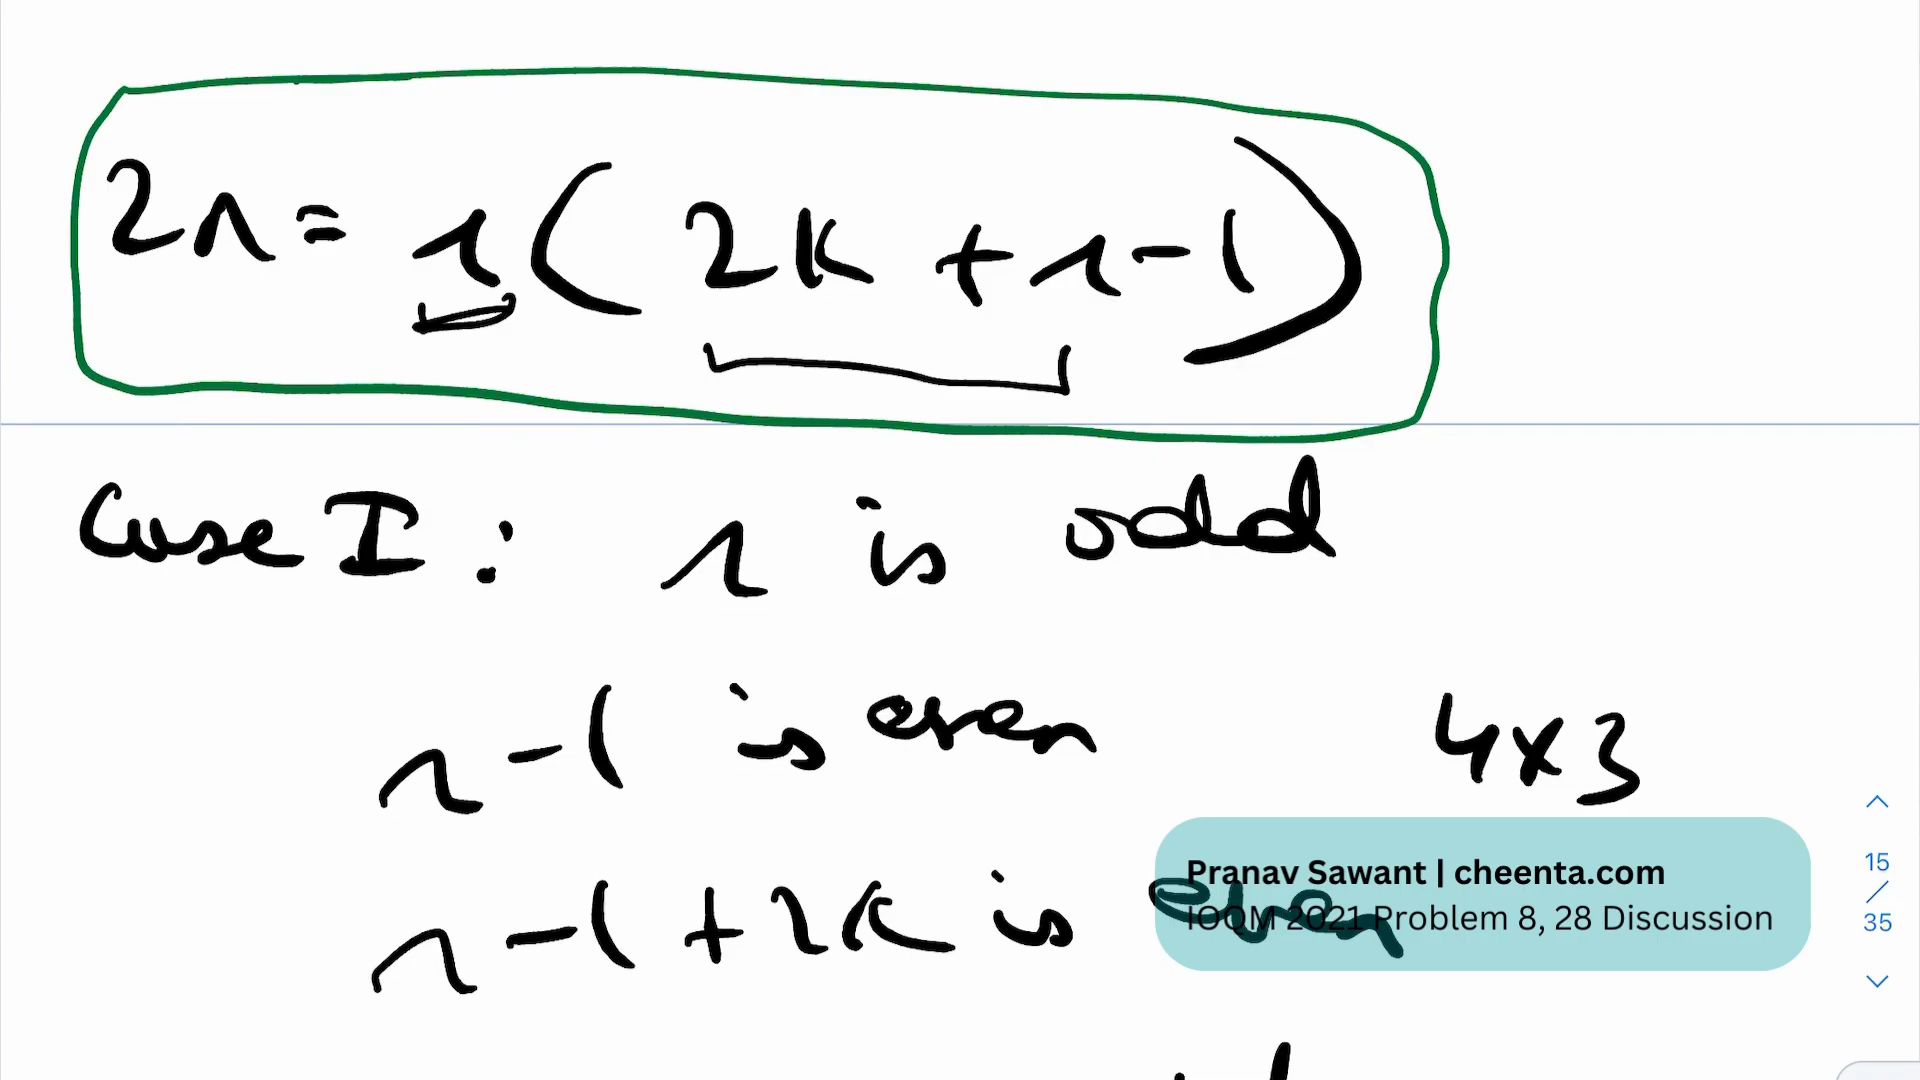 2n = r(2k + r - 1)
Case I: r is odd
r - 1 is even
4 x 3
r - 1 + 2k is even
Pranav Sawant | cheenta.com
IOQM 2021 Problem 8, 28 Discussion
15
/
35